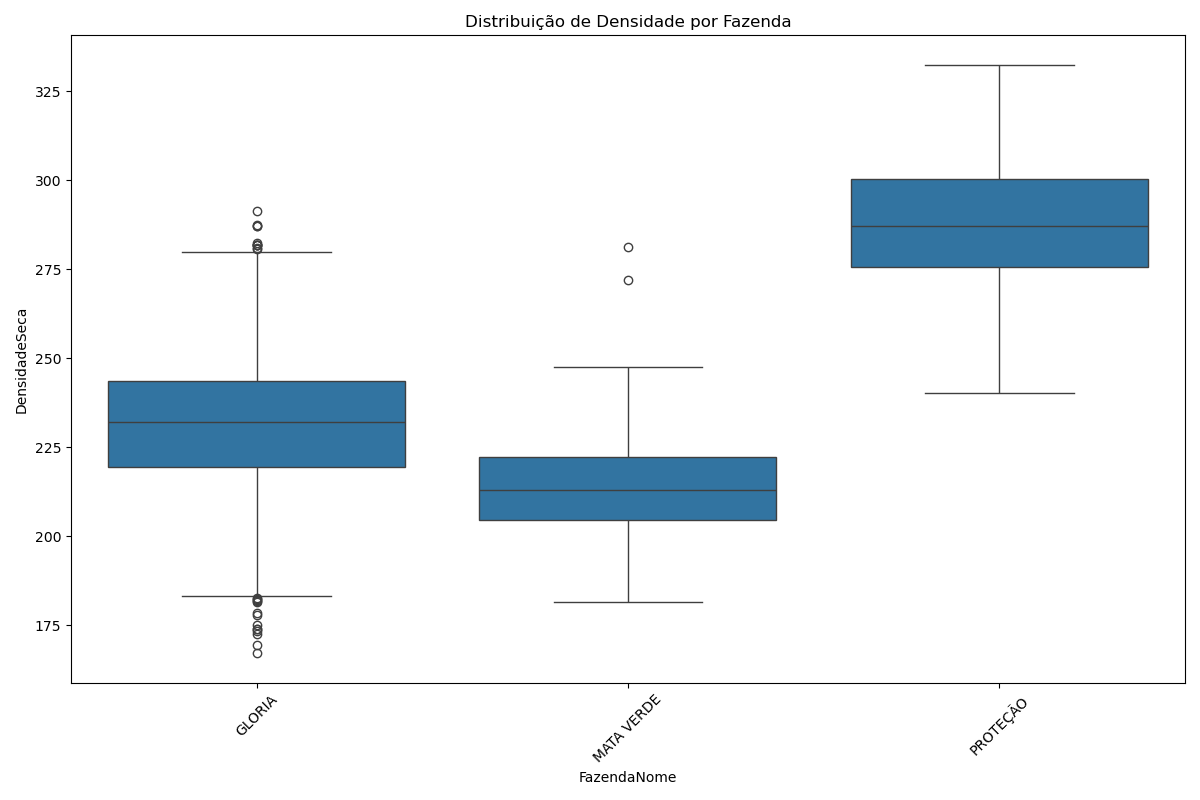 Distribuição de Densidade por Fazenda
DensidadeSeca
325
300
275
250
225
200
175
GLORIA
MATA VERDE
PROTEÇÃO
FazendaNome